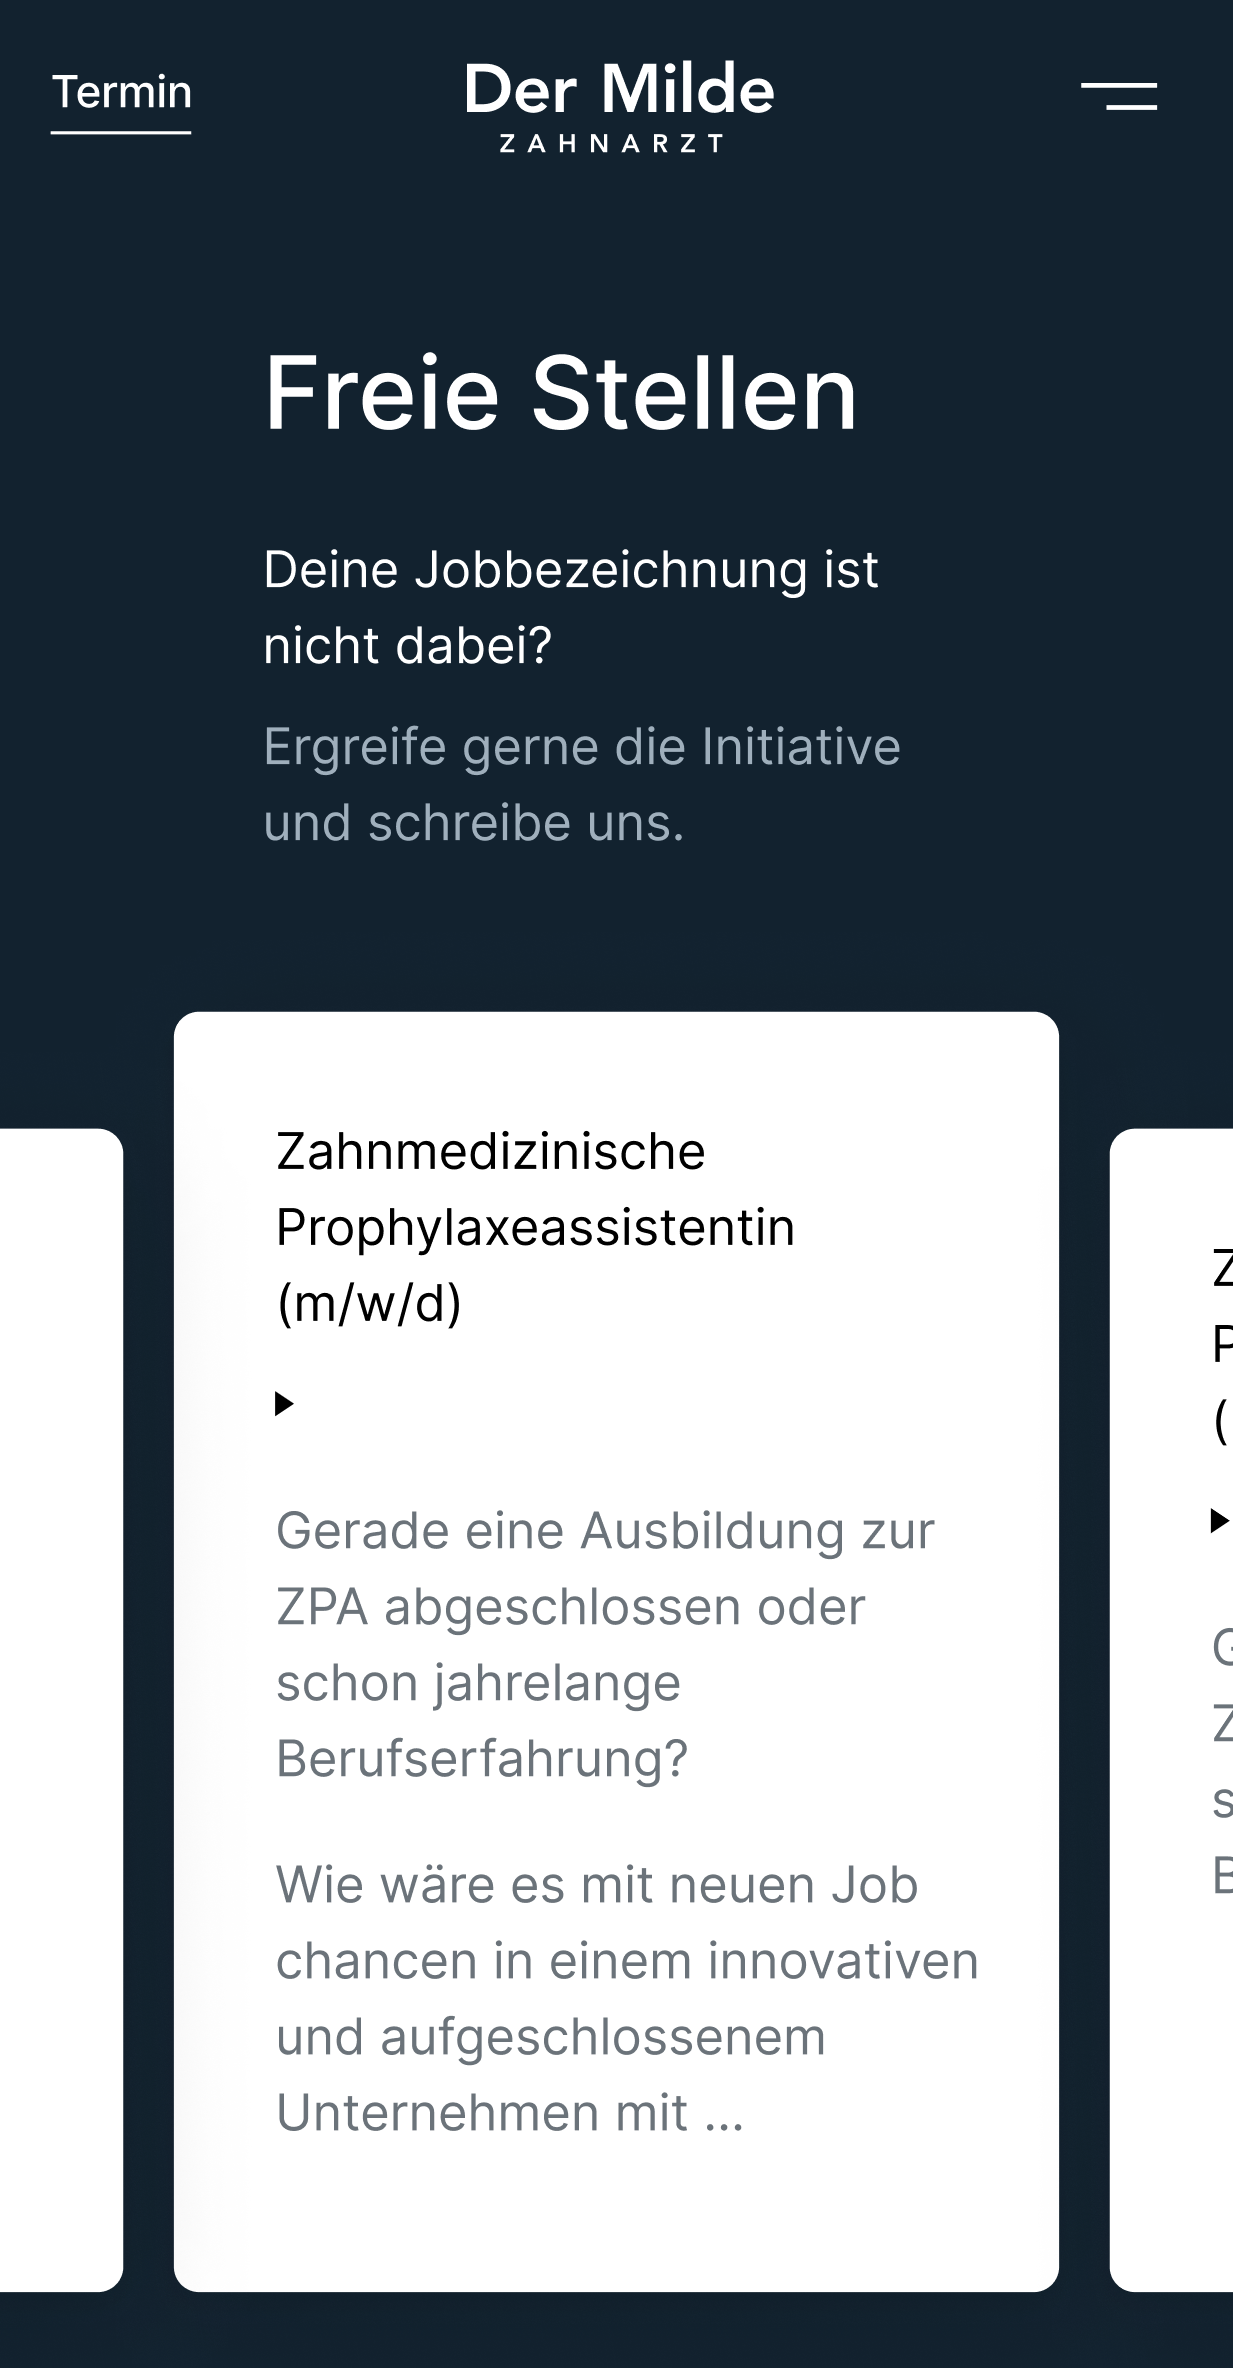 Termin
Der Milde
ZAHNARZT
Freie Stellen
Deine Jobbezeichnung ist
nicht dabei?
Ergreife gerne die Initiative
und schreibe uns.
Zahnmedizinische
Prophylaxeassistentin
(m/w/d)
Gerade eine Ausbildung zur
ZPA abgeschlossen oder
schon jahrelange
Berufserfahrung?
Wie wäre es mit neuen Job
chancen in einem innovativen
und aufgeschlossenem
Unternehmen mit ...